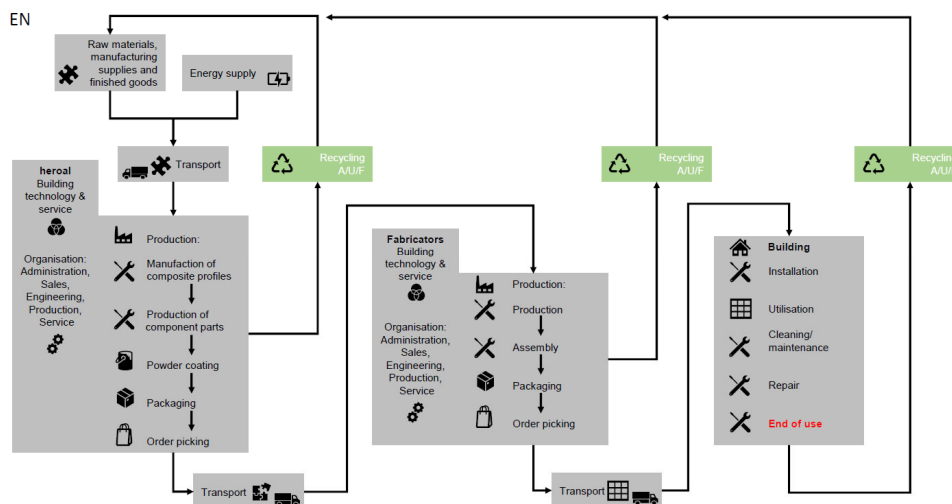 EN
Raw materials,
manufacturing
supplies and
finished goods
Energy supply
Transport
Recycling
A/U/F
Recycling
A/U/F
Recycling
A/U/F
heroal
Building
technology &
service
Organisation:
Administration,
Sales,
Engineering,
Production,
Service
Production:
Manufaction of
composite profiles
Production of
component parts
Powder coating
Packaging
Order picking
Transport
Fabricators
Building
technology &
service
Organisation:
Administration,
Sales,
Engineering,
Production,
Service
Production:
Production
Assembly
Packaging
Order picking
Transport
Building
Installation
Utilisation
Cleaning/
maintenance
Repair
End of use